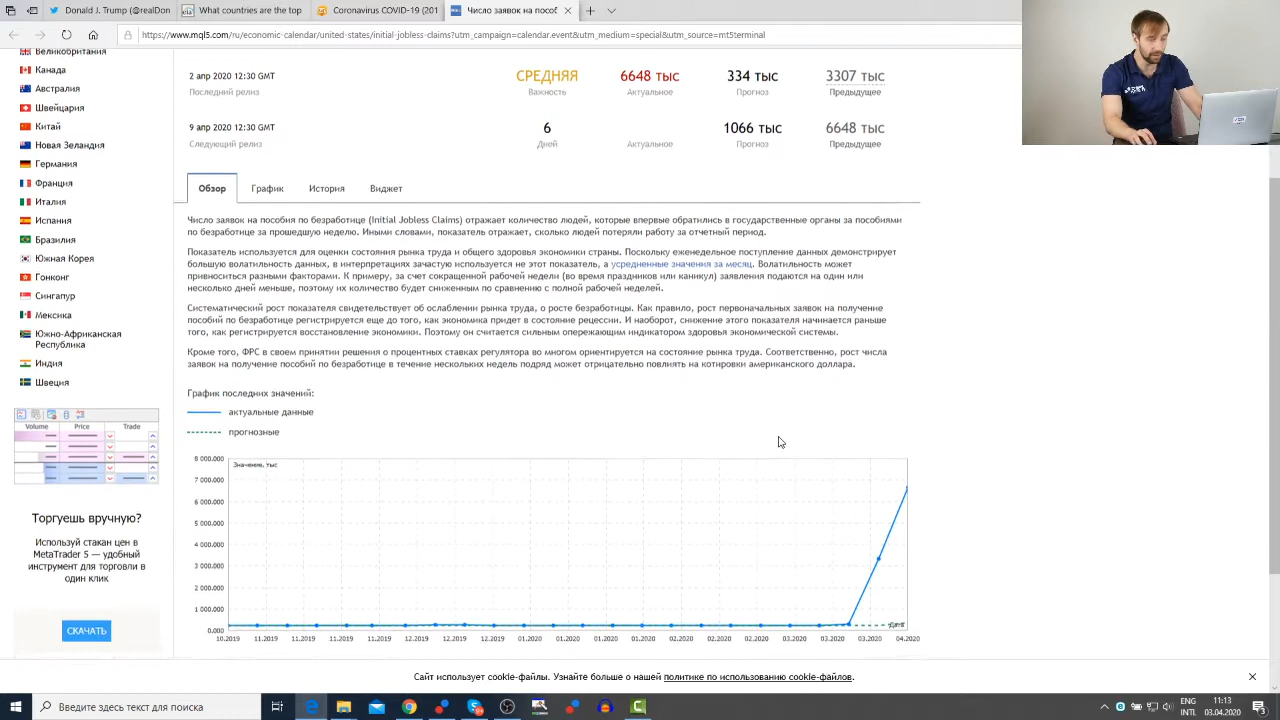 Donald J. Trump (@realDon
Ограничение на посто
Coronavirus COVID-19 (201
Число заявок на пособ
https://www.mql5.com/ru/economic-calendar/united-states/initial-jobless-claims?utm_campaign=calendar.event&utm_medium=special&utm_source=mt5terminal
Великобритания
Канада
Австралия
Швейцария
Китай
Новая Зеландия
Германия
Франция
Италия
Испания
Бразилия
Южная Корея
Гонконг
Сингапур
Мексика
Южно-Африканская
Республика
Индия
Швеция
Volume Price Trade
Торгуешь вручную?
Используй стакан цен в
MetaTrader 5 — удобный
инструмент для торговли в
один клик
СКАЧАТЬ
2 апр 2020 12:30 GMT СРЕДНЯЯ 6648 тыс 334 тыс 3307 тыс
Последний релиз Важность Актуальное Прогноз Предыдущее
9 апр 2020 12:30 GMT 6 1066 тыс 6648 тыс
Следующий релиз Дней Актуальное Прогноз Предыдущее
Обзор График История Виджет
Число заявок на пособия по безработице (Initial Jobless Claims) отражает количество людей, которые впервые обратились в государственные органы за пособиями
по безработице за прошедшую неделю. Иными словами, показатель отражает, сколько людей потеряли работу за отчетный период.
Показатель используется для оценки состояния рынка труда и общего здоровья экономики страны. Поскольку еженедельное поступление данных демонстрирует
большую волатильность данных, в интерпретациях зачастую используется не этот показатель, а усредненные значения за месяц. Волатильность может
привноситься разными факторами. К примеру, за счет сокращенной рабочей недели (во время праздников или каникул) заявления подаются на один или
несколько дней меньше, поэтому их количество будет сниженным по сравнению с полной рабочей неделей.
Систематический рост показателя свидетельствует об ослаблении рынка труда, о росте безработицы. Как правило, рост первоначальных заявок на получение
пособий по безработице регистрируется еще до того, как экономика придет в состояние рецессии. И наоборот, снижение этого показателя начинается раньше
того, как регистрируется восстановление экономики. Поэтому он считается сильным опережающим индикатором здоровья экономической системы.
Кроме того, ФРС в своем принятии решения о процентных ставках регулятора во многом ориентируется на состояние рынка труда. Соответственно, рост числа
заявок на получение пособий по безработице в течение нескольких недель подряд может отрицательно повлиять на котировки американского доллара.
График последних значений:
актуальные данные
прогнозные
Значение, тыс
8 000.000
7 000.000
6 000.000
5 000.000
4 000.000
3 000.000
2 000.000
1 000.000
0.000
Дата
10.2019 11.2019 11.2019 11.2019 11.2019 12.2019 12.2019 12.2019 01.2020 01.2020 01.2020 01.2020 02.2020 02.2020 02.2020 03.2020 03.2020 04.2020
Сайт использует cookie-файлы. Узнайте больше о нашей политике по использованию cookie-файлов.
Введите здесь текст для поиска
ENG 11:13
INTL 03.04.2020